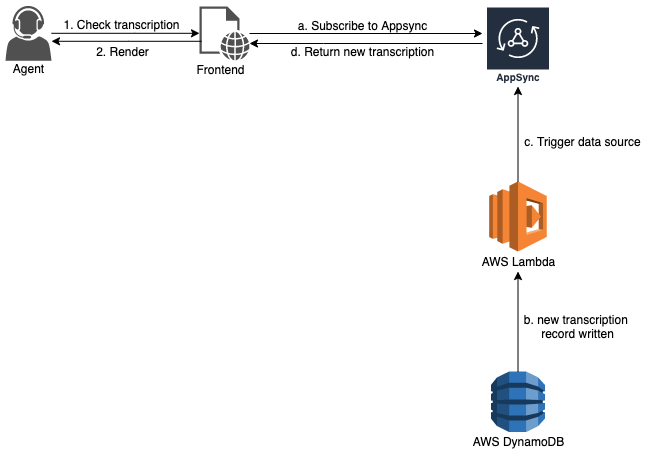 1. Check transcription
2. Render
Agent
Frontend
a. Subscribe to Appsync
d. Return new transcription
AppSync
c. Trigger data source
AWS Lambda
b. new transcription
record written
AWS DynamoDB